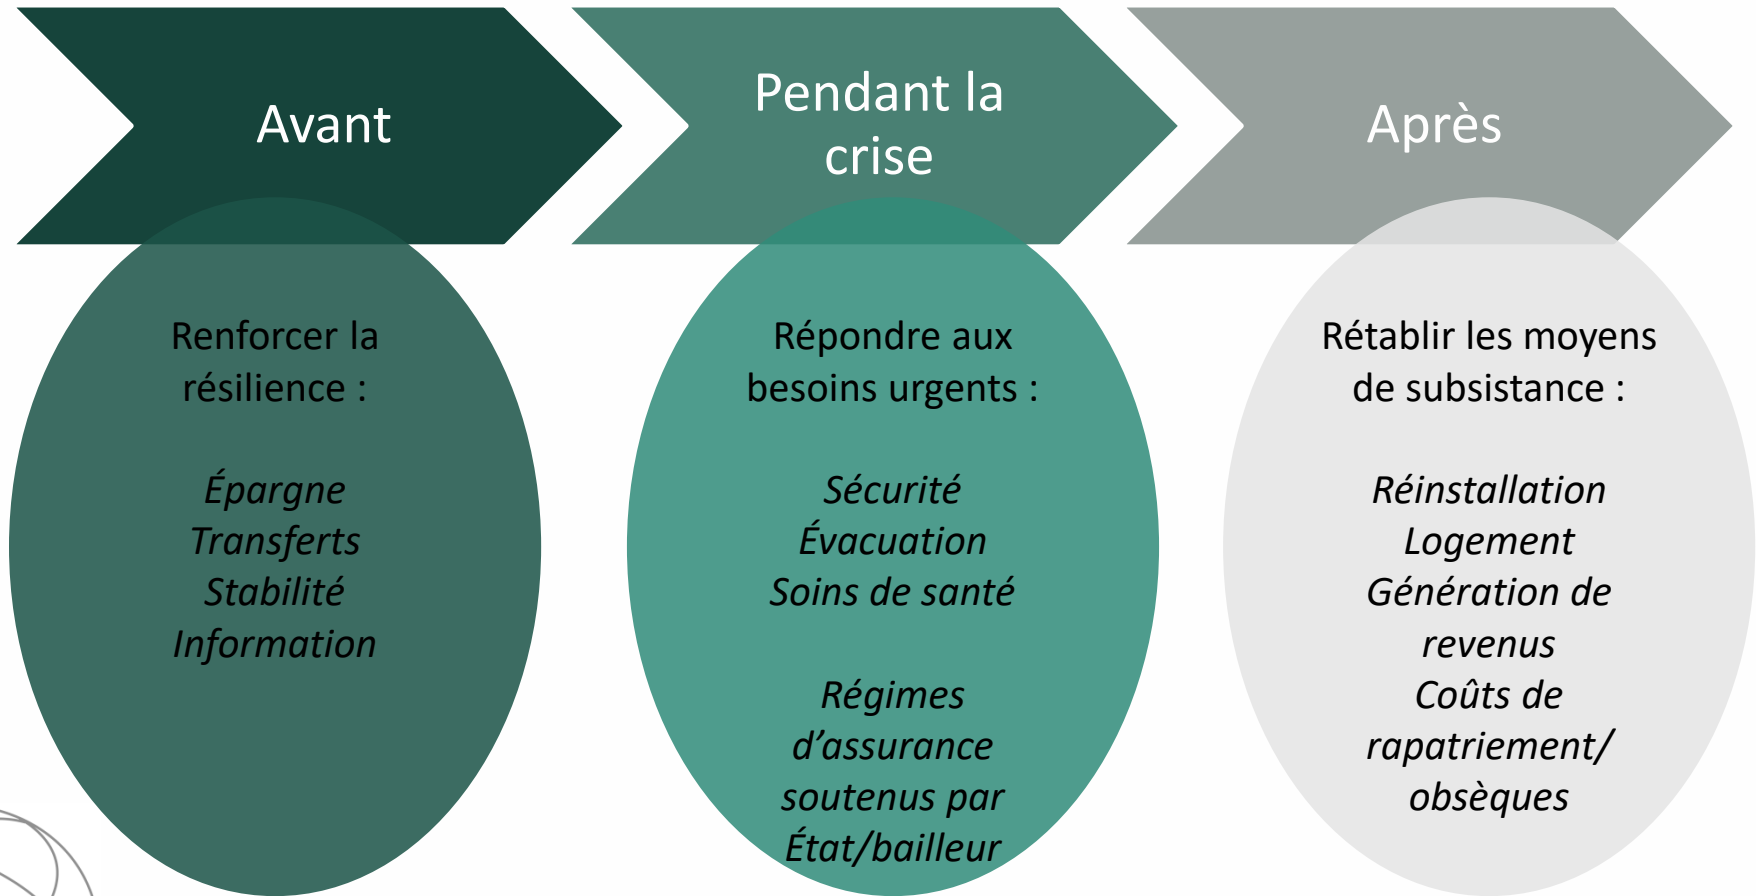 Avant
Renforcer la
résilience :
Épargne
Transferts
Stabilité
Information
Pendant la
crise
Répondre aux
besoins urgents :
Sécurité
Évacuation
Soins de santé
Régimes
d’assurance
soutenus par
État/bailleur
Après
Rétablir les moyens
de subsistance :
Réinstallation
Logement
Génération de
revenus
Coûts de
rapatriement/
obsèques